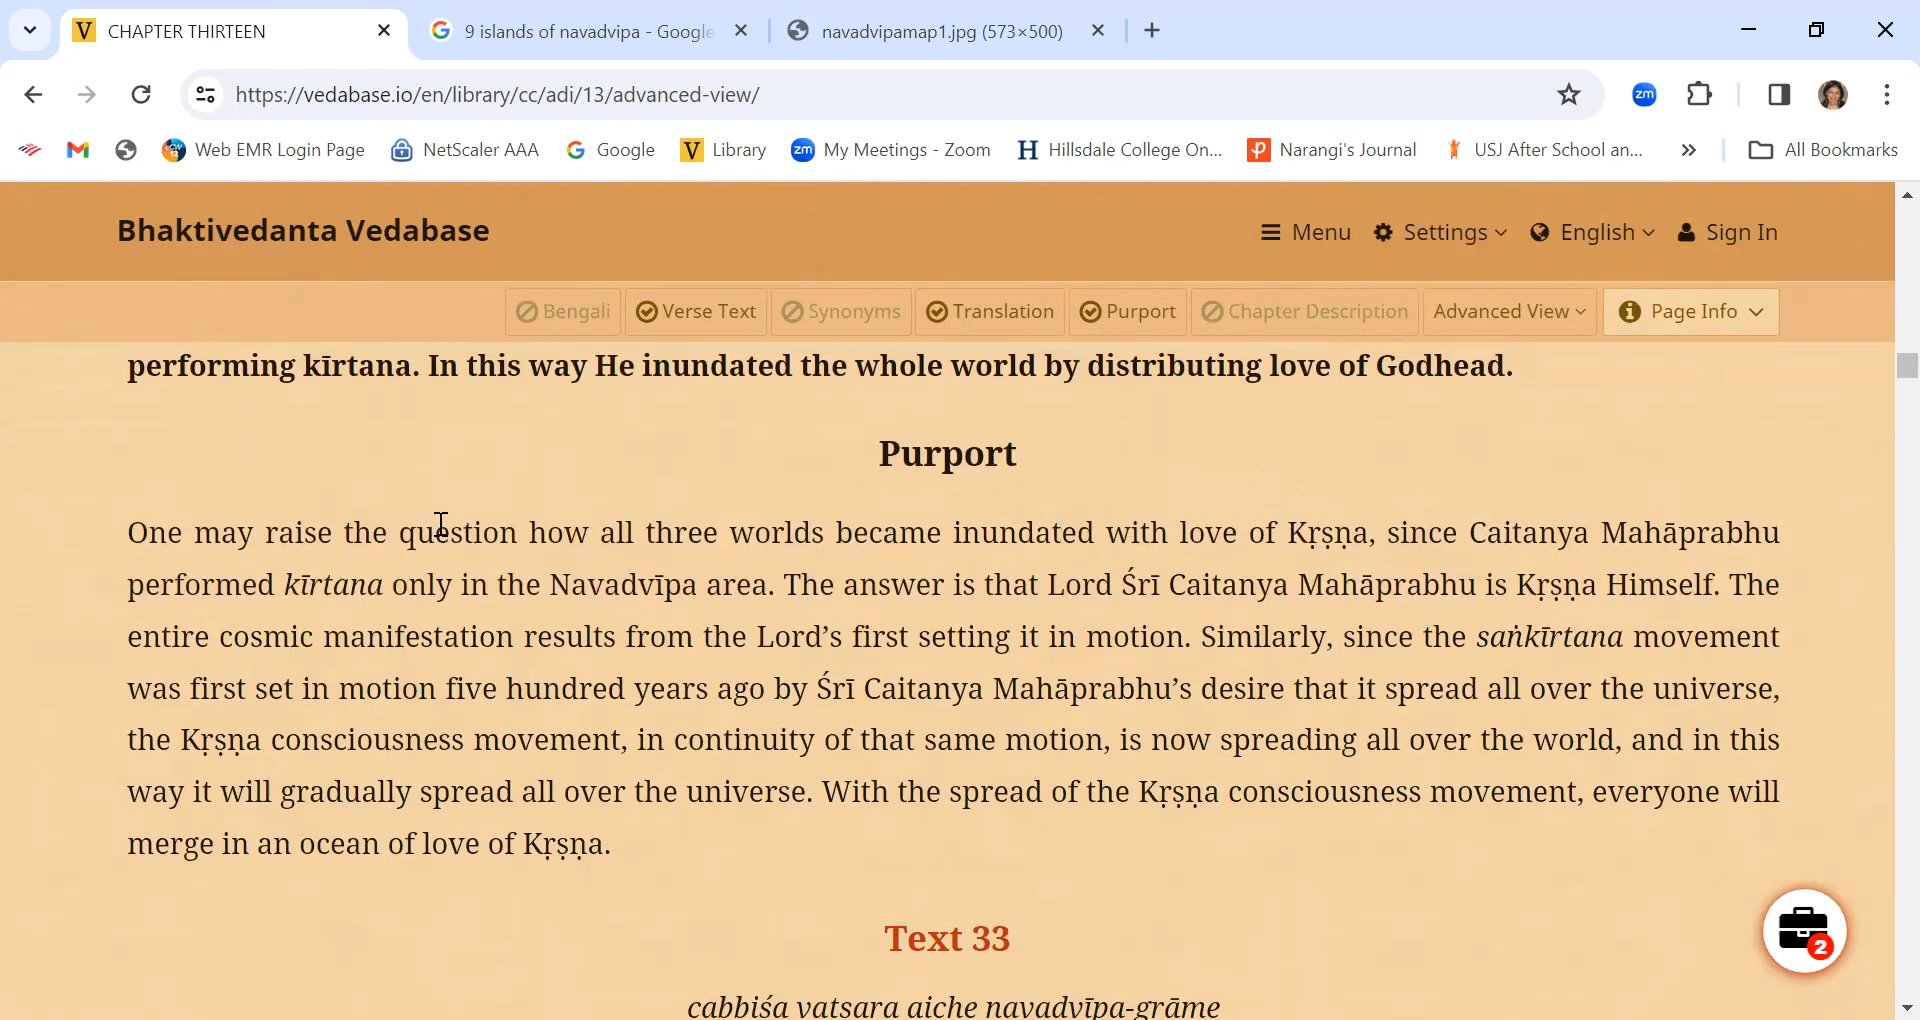 CHAPTER THIRTEEN
9 islands of navadvipa - Google
navadvipamap1.jpg (573×500)
https://vedabase.io/en/library/cc/adi/13/advanced-view/
zm
Web EMR Login Page
NetScaler AAA
Google
Library
zm My Meetings - Zoom
Hillsdale College On...
Narangi's Journal
USJ After School an...
»
All Bookmarks
Bhaktivedanta Vedabase
Menu
Settings
English
Sign In
Bengali
Verse Text
Synonyms
Translation
Purport
Chapter Description
Advanced View
Page Info
performing kīrtana. In this way He inundated the whole world by distributing love of Godhead.
Purport
One may raise the question how all three worlds became inundated with love of Kṛṣṇa, since Caitanya Mahāprabhu
performed kīrtana only in the Navadvīpa area. The answer is that Lord Śrī Caitanya Mahāprabhu is Kṛṣṇa Himself. The
entire cosmic manifestation results from the Lord’s first setting it in motion. Similarly, since the saṅkīrtana movement
was first set in motion five hundred years ago by Śrī Caitanya Mahāprabhu’s desire that it spread all over the universe,
the Kṛṣṇa consciousness movement, in continuity of that same motion, is now spreading all over the world, and in this
way it will gradually spread all over the universe. With the spread of the Kṛṣṇa consciousness movement, everyone will
merge in an ocean of love of Kṛṣṇa.
2
Text 33
cabbiśa vatsara aiche navadvīpa-grāme